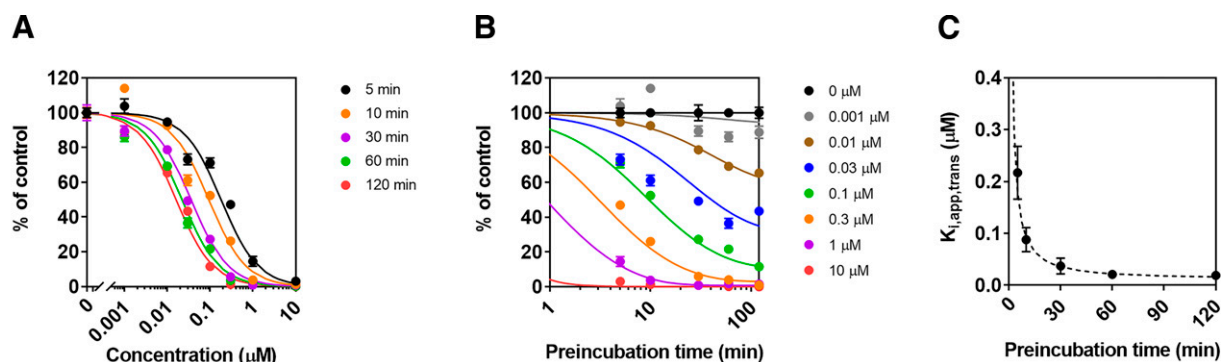 A
% of control
120
100
80
60
40
20
0
0
0.001
0.01
0.1
1
10
Concentration (μM)
5 min
10 min
30 min
60 min
120 min
B
% of control
120
100
80
60
40
20
0
1
10
100
Preincubation time (min)
0 μM
0.001 μM
0.01 μM
0.03 μM
0.1 μM
0.3 μM
1 μM
10 μM
C
Ki,app,trans (μM)
0.4
0.3
0.2
0.1
0.0
0
30
60
90
120
Preincubation time (min)